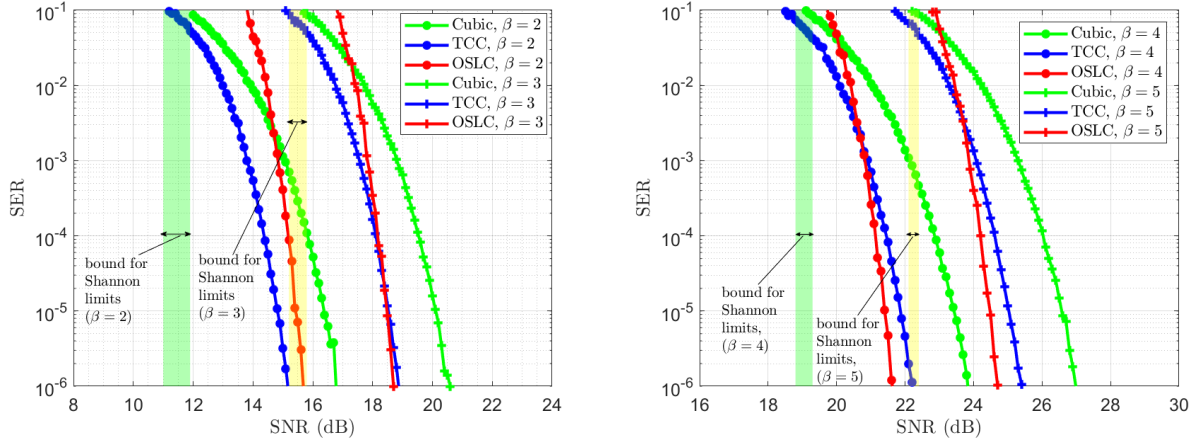 10^-1
10^-2
10^-3
10^-4
10^-5
10^-6
SER
8 10 12 14 16 18 20 22 24
SNR (dB)
Cubic, β = 2
TCC, β = 2
OSLC, β = 2
Cubic, β = 3
TCC, β = 3
OSLC, β = 3
bound for
Shannon
limits
(β = 2)
bound for
Shannon
limits
(β = 3)
10^-1
10^-2
10^-3
10^-4
10^-5
10^-6
SER
16 18 20 22 24 26 28 30
SNR (dB)
Cubic, β = 4
TCC, β = 4
OSLC, β = 4
Cubic, β = 5
TCC, β = 5
OSLC, β = 5
bound for
Shannon
limits,
(β = 4)
bound for
Shannon
limits,
(β = 5)